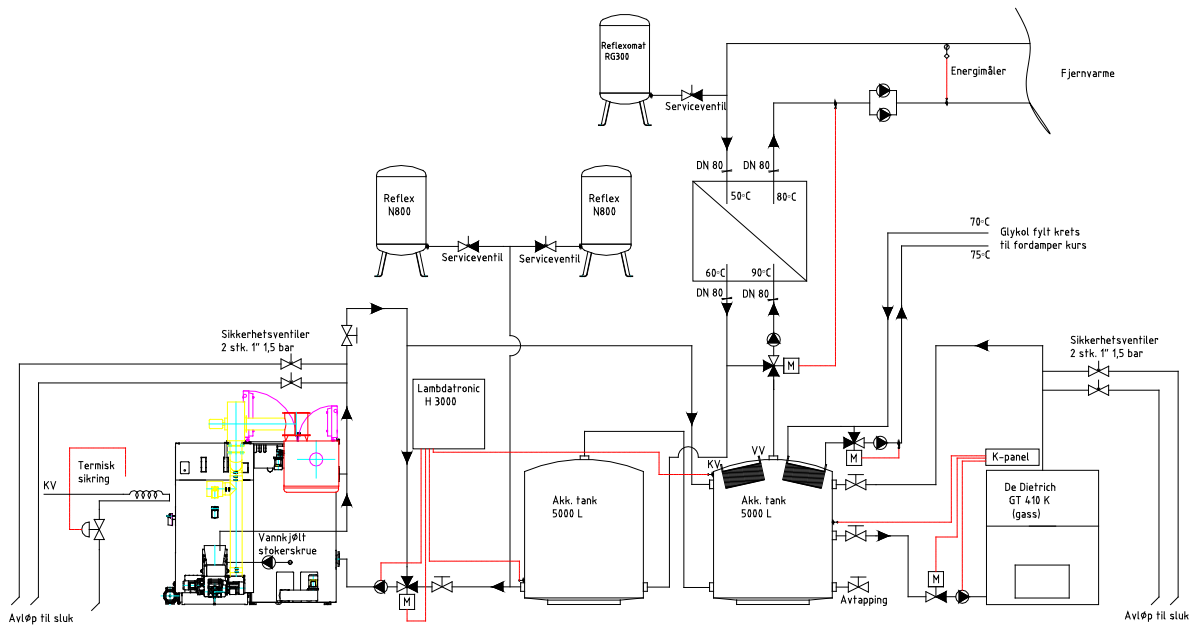 Reflexomat
RG300
Serviceventil
Energimåler
Fjernvarme
DN 80
DN 80
50°C
80°C
60°C
90°C
DN 80
DN 80
Reflex
N800
Reflex
N800
Serviceventil
Serviceventil
70°C
Glykol fylt krets
til fordamper kurs
75°C
Sikkerhetsventiler
2 stk. 1" 1,5 bar
Sikkerhetsventiler
2 stk. 1" 1,5 bar
M
Lambdatronic
H 3000
KV
VV
M
K-panel
Termisk
sikring
KV
Akk. tank
5000 L
Akk. tank
5000 L
De Dietrich
GT 410 K
(gass)
Vannkjølt
stokerskrue
M
M
Avtapping
Avløp til sluk
Avløp til sluk